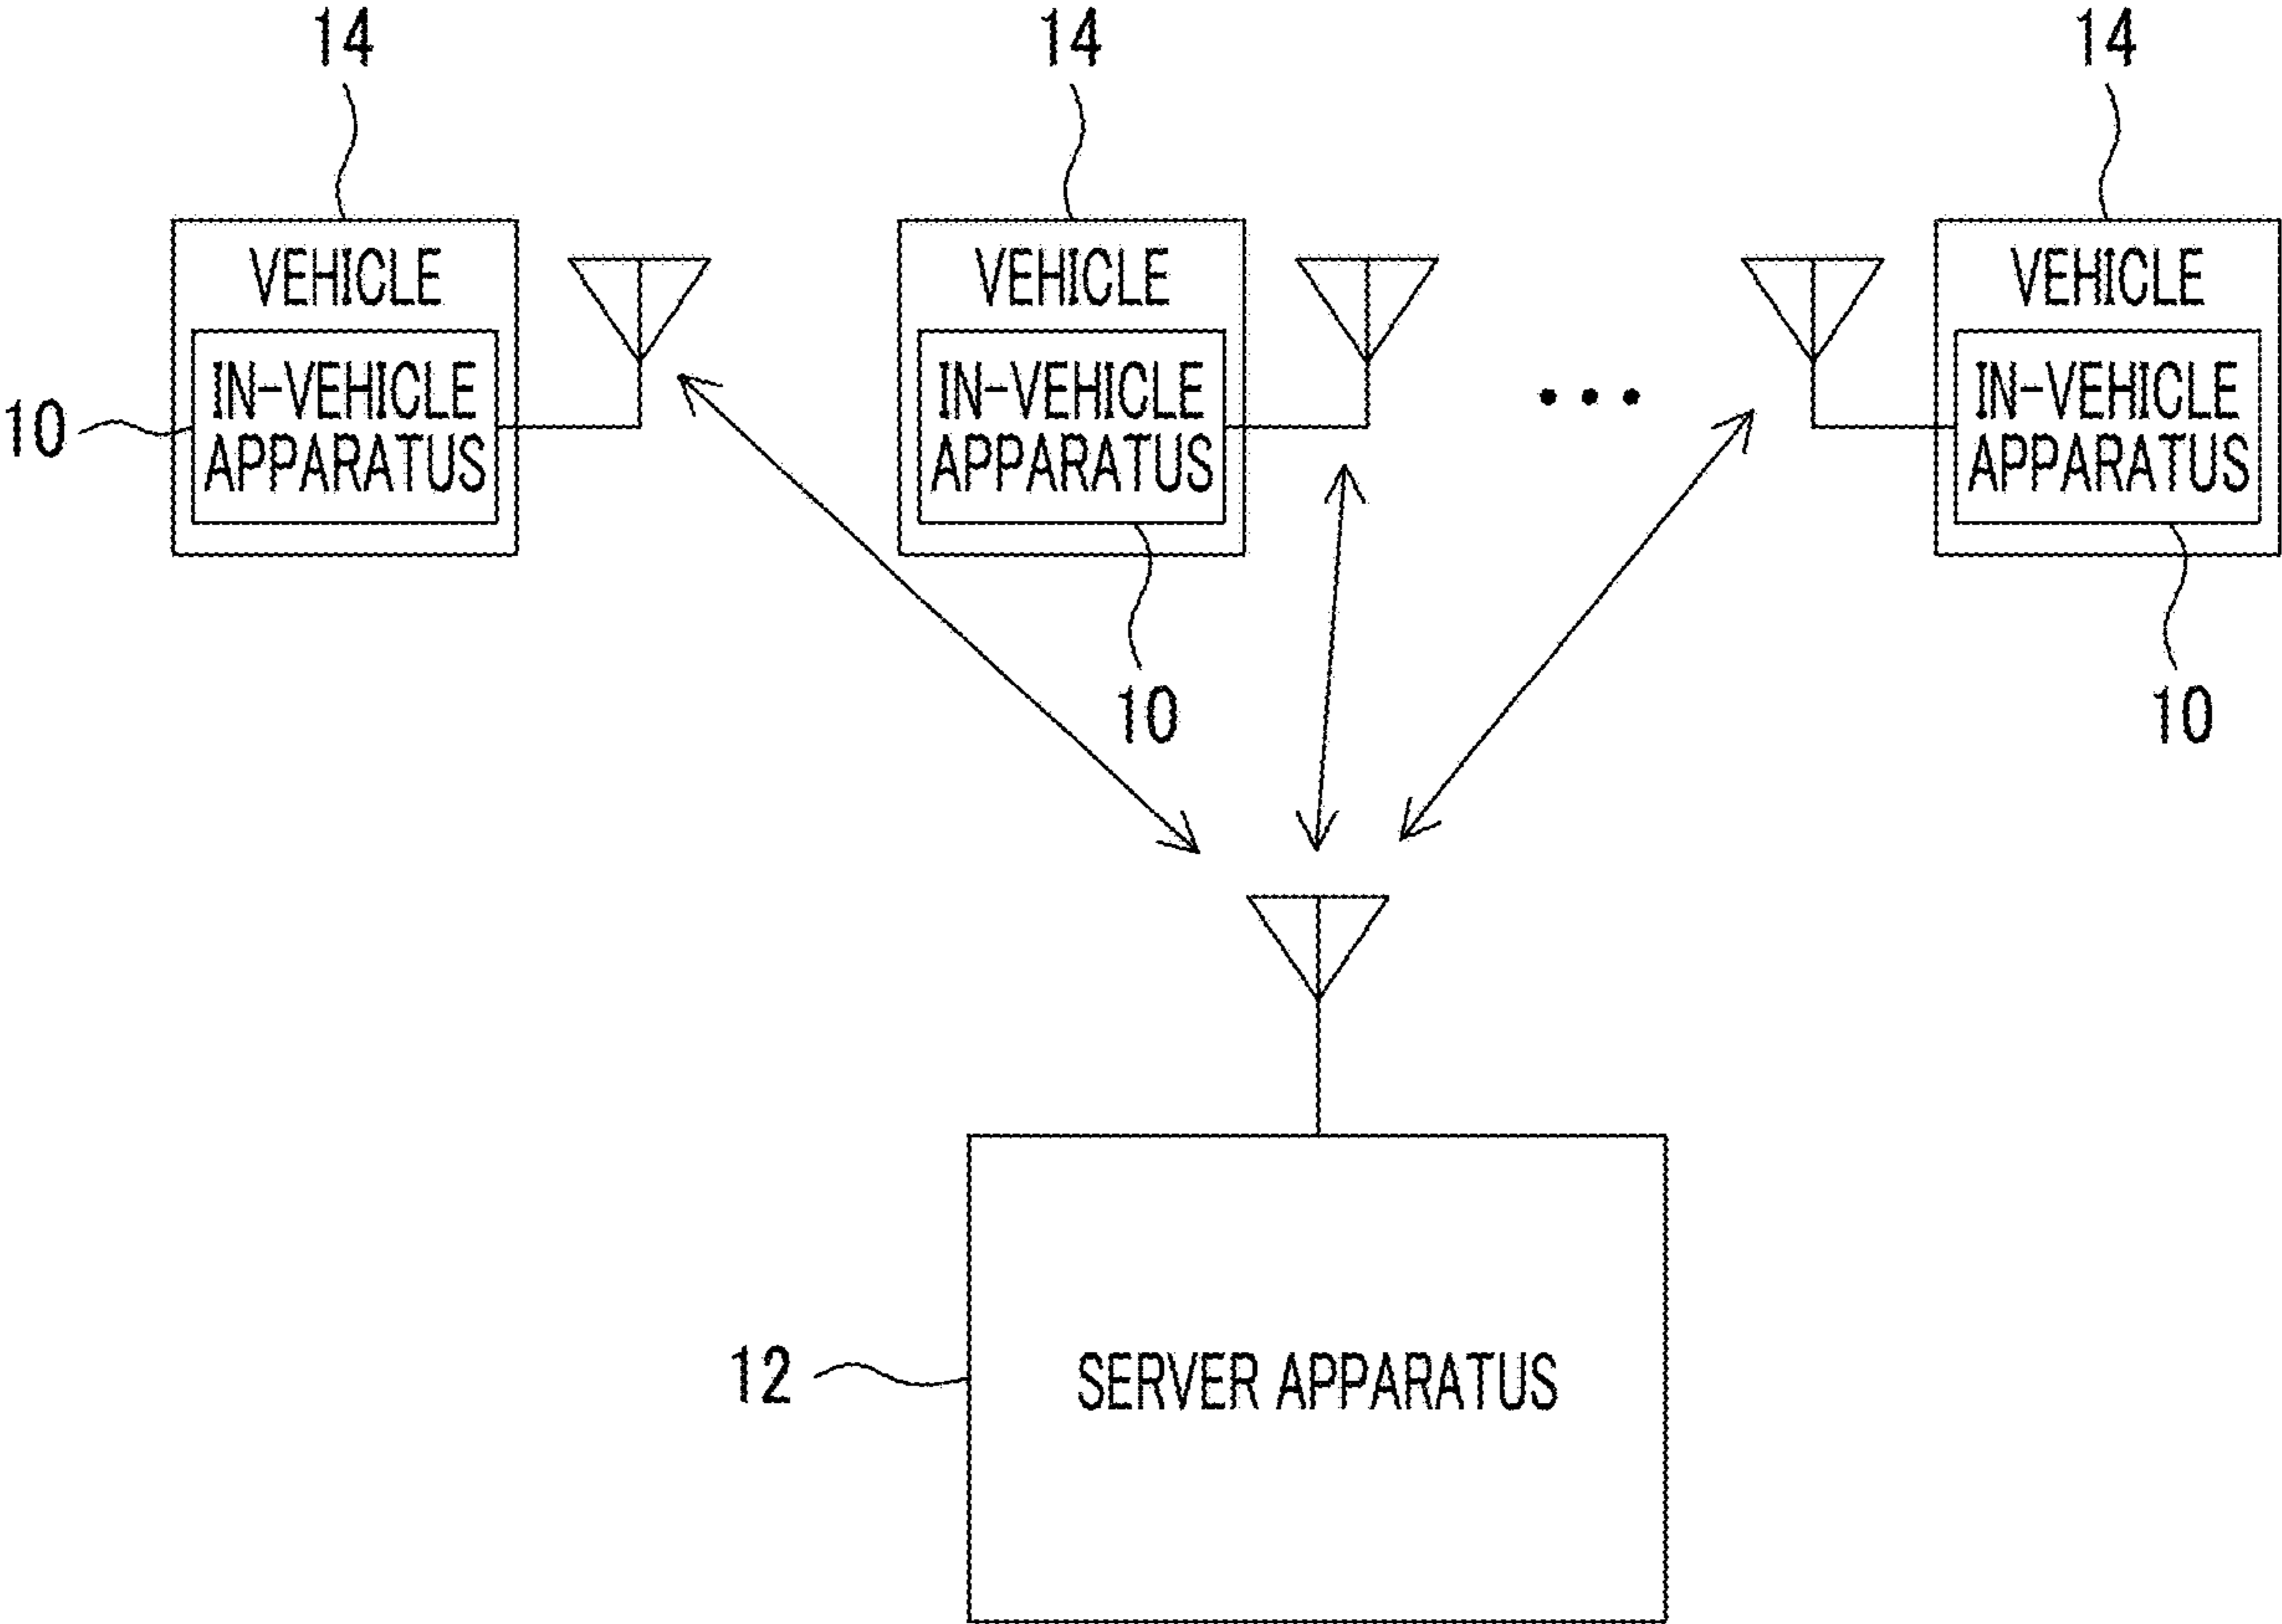 14
14
14
VEHICLE
VEHICLE
VEHICLE
10
IN-VEHICLE
APPARATUS
IN-VEHICLE
APPARATUS
...
IN-VEHICLE
APPARATUS
10
10
12
SERVER APPARATUS